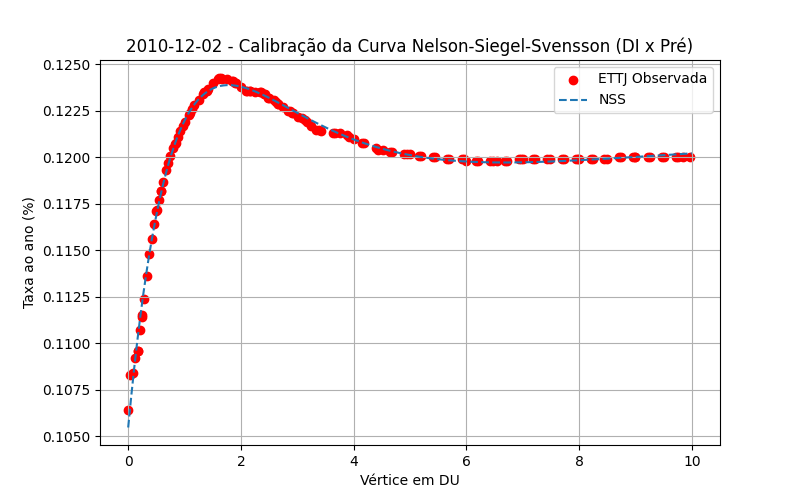 2010-12-02 - Calibração da Curva Nelson-Siegel-Svensson (DI x Pré)
0.1250
0.1225
0.1200
0.1175
0.1150
0.1125
0.1100
0.1075
0.1050
Taxa ao ano (%)
ETTJ Observada
NSS
0 2 4 6 8 10
Vértice em DU